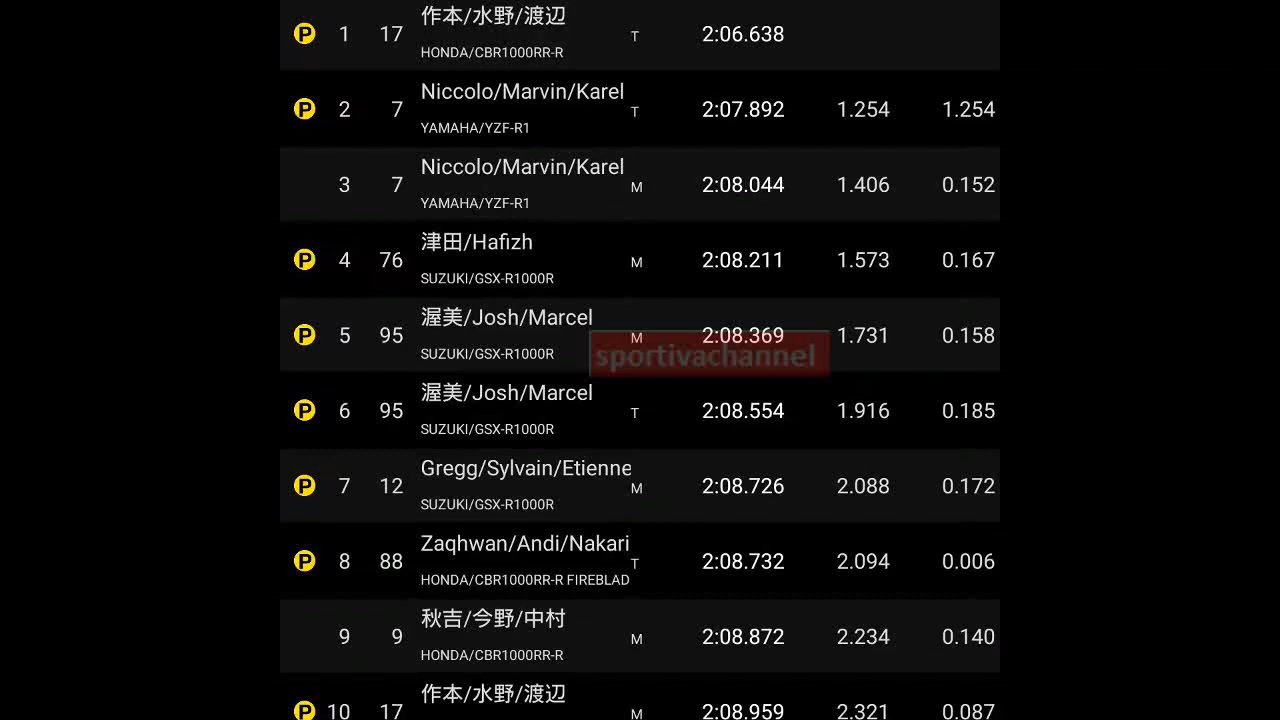 P 1 17 作本/水野/渡辺 T 2:06.638
HONDA/CBR1000RR-R
P 2 7 Niccolo/Marvin/Karel T 2:07.892 1.254 1.254
YAMAHA/YZF-R1
3 7 Niccolo/Marvin/Karel M 2:08.044 1.406 0.152
YAMAHA/YZF-R1
P 4 76 津田/Hafizh M 2:08.211 1.573 0.167
SUZUKI/GSX-R1000R
P 5 95 渥美/Josh/Marcel M 2:08.369 1.731 0.158
SUZUKI/GSX-R1000R
sportivachannel
P 6 95 渥美/Josh/Marcel T 2:08.554 1.916 0.185
SUZUKI/GSX-R1000R
P 7 12 Gregg/Sylvain/Etienne M 2:08.726 2.088 0.172
SUZUKI/GSX-R1000R
P 8 88 Zaqhwan/Andi/Nakari T 2:08.732 2.094 0.006
HONDA/CBR1000RR-R FIREBLAD
9 9 秋吉/今野/中村 M 2:08.872 2.234 0.140
HONDA/CBR1000RR-R
P 10 17 作本/水野/渡辺 M 2:08.959 2.321 0.087